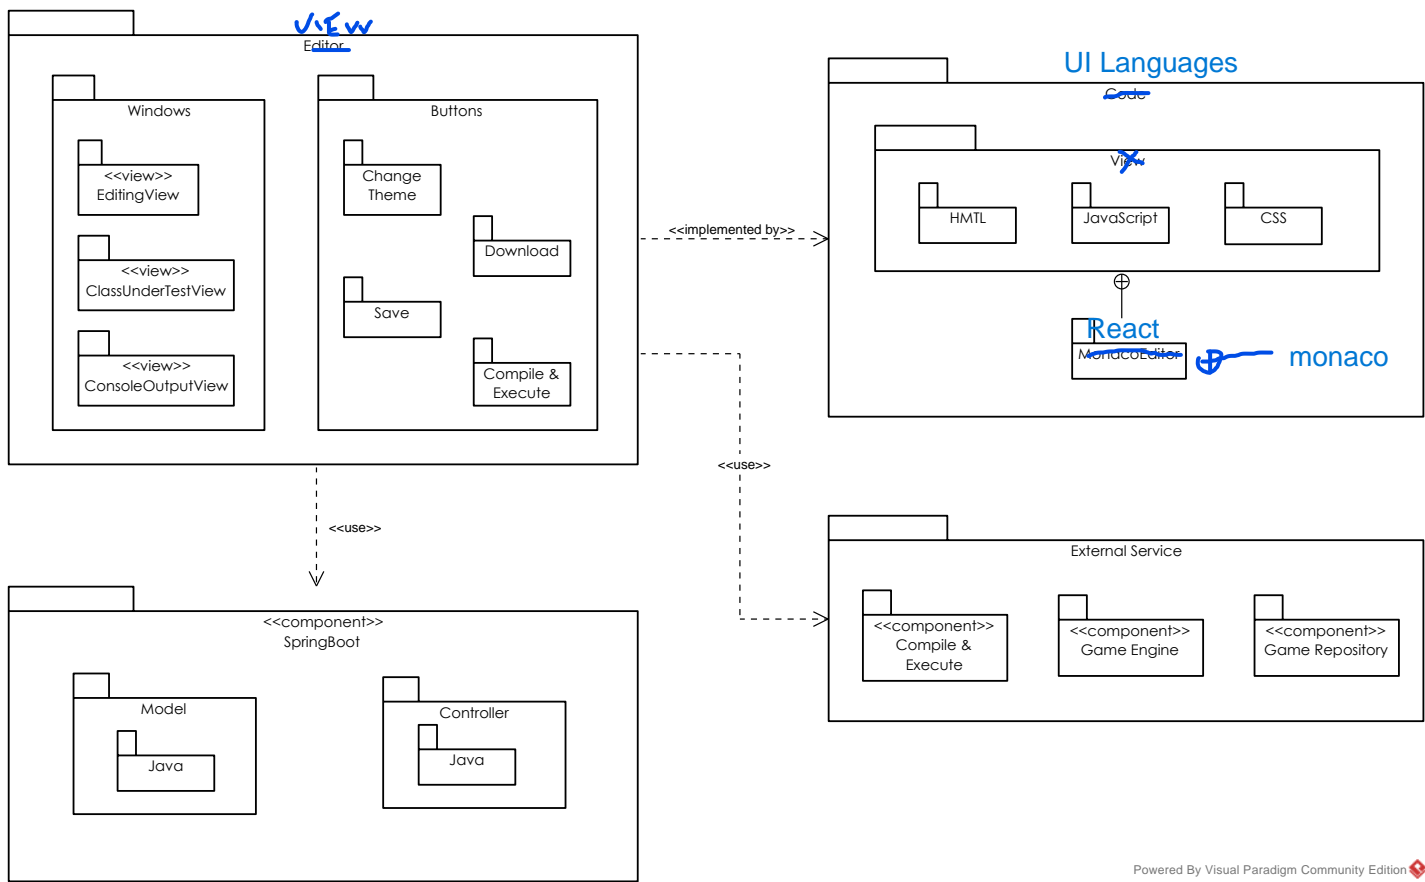 VIEW
Editor
Windows
<<view>>
EditingView
<<view>>
ClassUnderTestView
<<view>>
ConsoleOutputView
Buttons
Change
Theme
Download
Save
Compile &
Execute
<<implemented by>>
UI Languages
Code
View
HMTL
JavaScript
CSS
React
MonacoEditor
monaco
<<use>>
<<use>>
External Service
<<component>>
Compile &
Execute
<<component>>
Game Engine
<<component>>
Game Repository
<<component>>
SpringBoot
Model
Java
Controller
Java
Powered By Visual Paradigm Community Edition